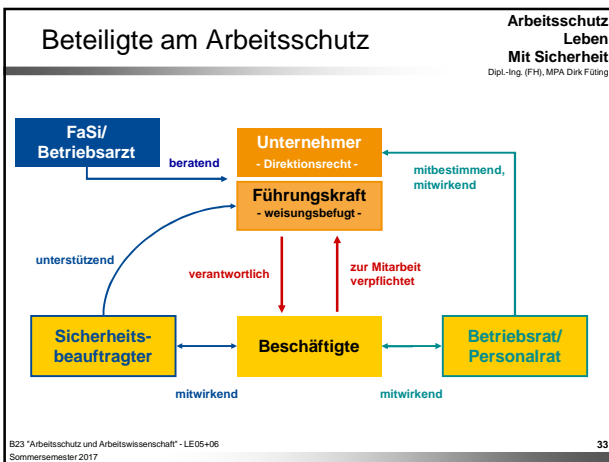 Beteiligte am Arbeitsschutz
Arbeitsschutz
Leben
Mit Sicherheit
Dipl.-Ing. (FH), MPA Dirk Füting
FaSi/
Betriebsarzt
beratend
Unternehmer
- Direktionsrecht -
mitbestimmend,
mitwirkend
Führungskraft
- weisungsbefugt -
unterstützend
verantwortlich
zur Mitarbeit
verpflichtet
Sicherheits-
beauftragter
Beschäftigte
Betriebsrat/
Personalrat
mitwirkend
mitwirkend
B23 "Arbeitsschutz und Arbeitswissenschaft" - LE05+06
Sommersemester 2017
33